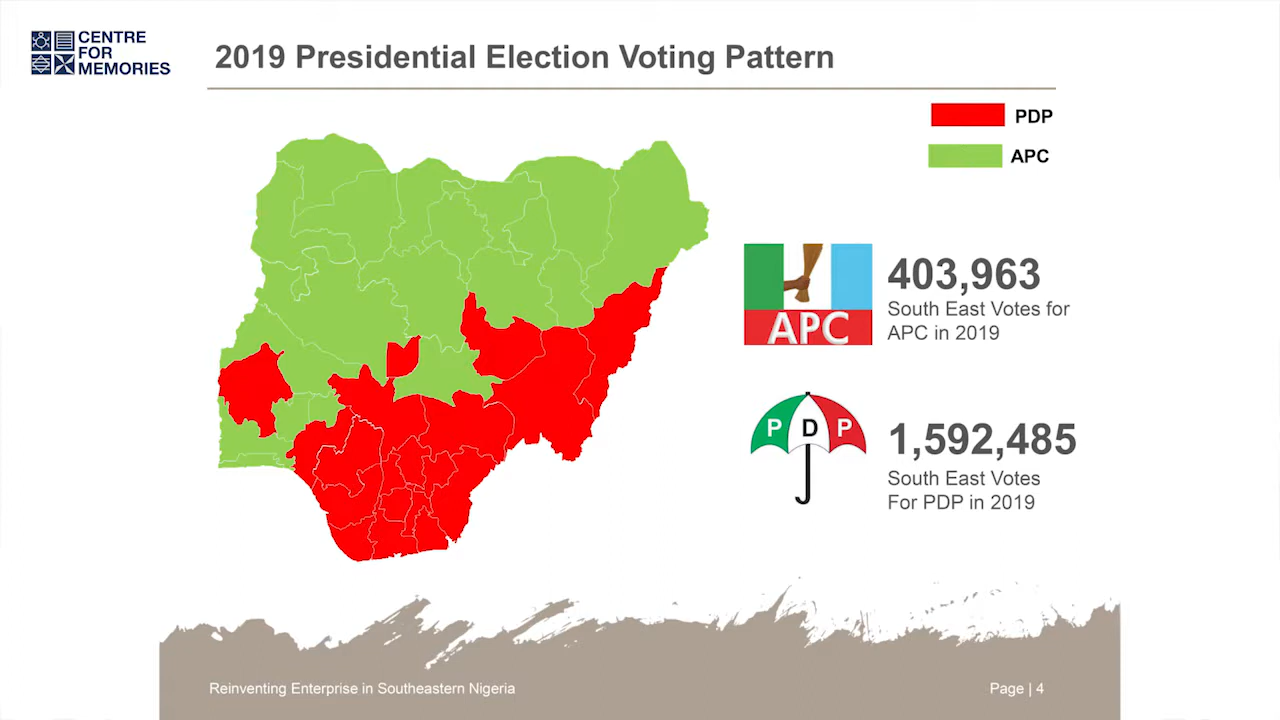 CENTRE
FOR
MEMORIES
2019 Presidential Election Voting Pattern
PDP
APC
APC
403,963
South East Votes for
APC in 2019
P D P
1,592,485
South East Votes
For PDP in 2019
Reinventing Enterprise in Southeastern Nigeria
Page | 4